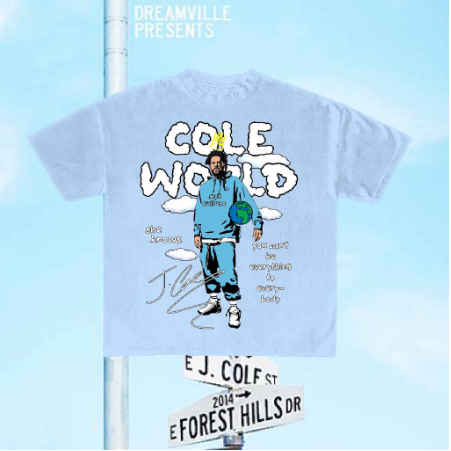 DREAMVILLE
PRESENTS
COLE
WORLD
she
knows
you can't
be
everything
to
every-
body
J. Cole
E J. COLE ST
2014 →
E FOREST HILLS DR